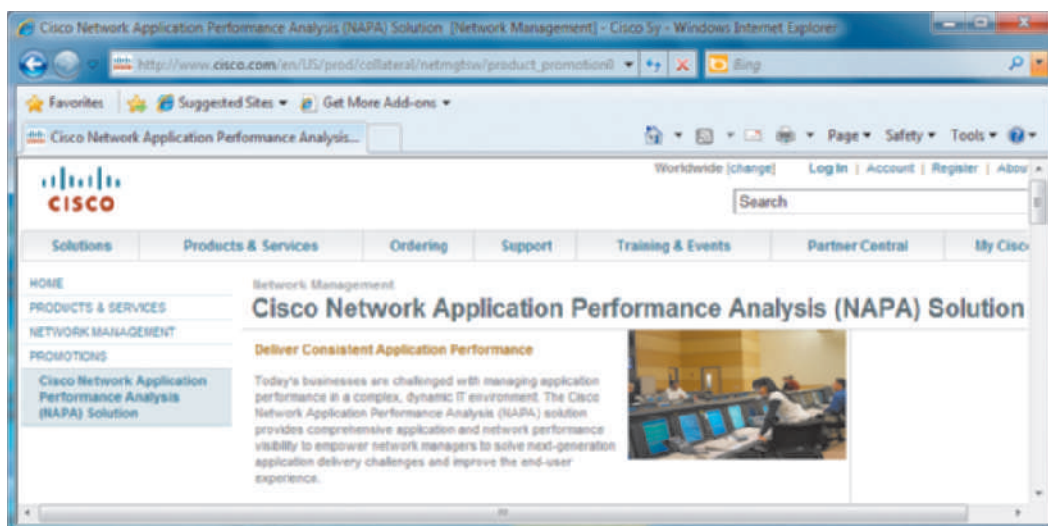 Cisco Network Application Performance Analysis (NAPA) Solution [Network Management] - Cisco Sy - Windows Internet Explorer
http://www.cisco.com/en/US/prod/collateral/netmgtsw/product_promotion0
Bing
Favorites Suggested Sites Get More Add-ons
Cisco Network Application Performance Analysis... Page Safety Tools
Worldwide [change] Log In | Account | Register | Abou
CISCO
Search
Solutions Products & Services Ordering Support Training & Events Partner Central My Cisco
HOME
PRODUCTS & SERVICES
NETWORK MANAGEMENT
PROMOTIONS
Cisco Network Application
Performance Analysis
(NAPA) Solution
Network Management
Cisco Network Application Performance Analysis (NAPA) Solution
Deliver Consistent Application Performance
Today's businesses are challenged with managing application
performance in a complex, dynamic IT environment. The Cisco
Network Application Performance Analysis (NAPA) solution
provides comprehensive application and network performance
visibility to empower network managers to solve next-generation
application delivery challenges and improve the end-user
experience.